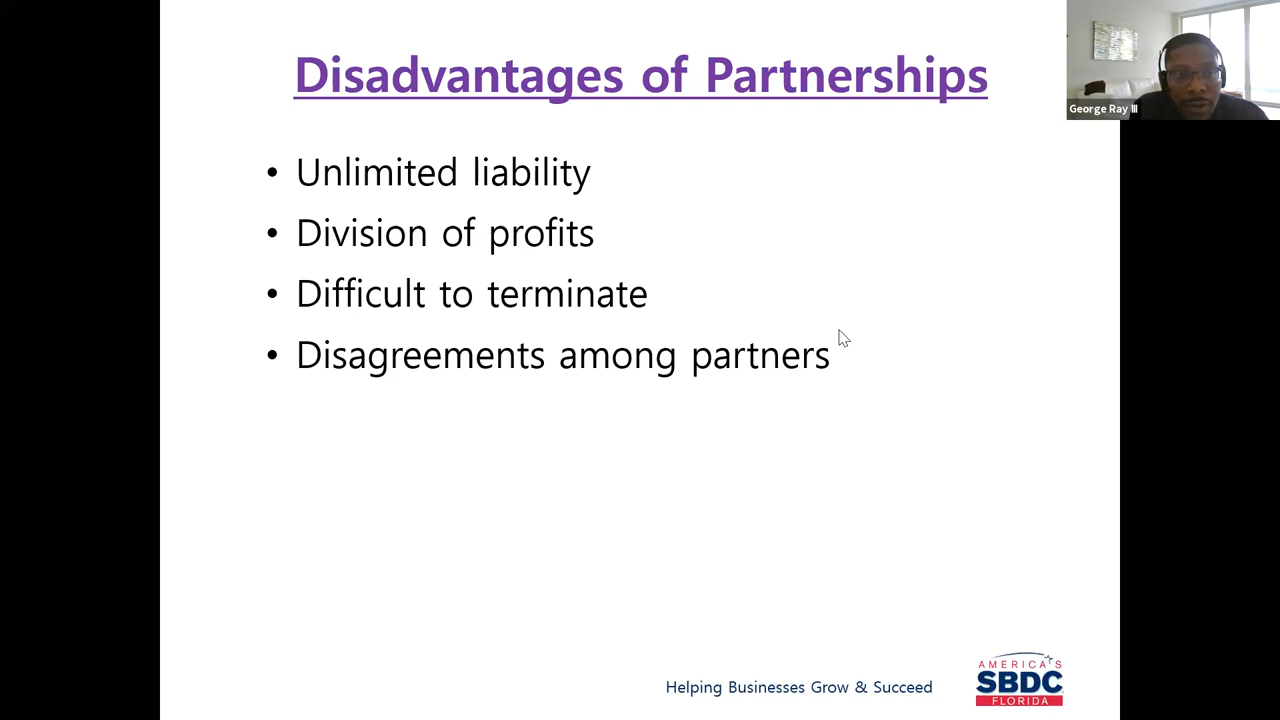 Disadvantages of Partnerships
George Ray III
• Unlimited liability
• Division of profits
• Difficult to terminate
• Disagreements among partners
Helping Businesses Grow & Succeed
AMERICA'S
SBDC
FLORIDA